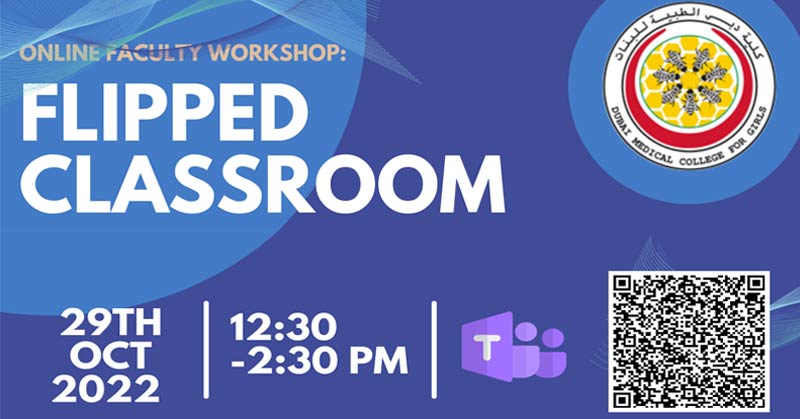 ONLINE FACULTY WORKSHOP:
FLIPPED
CLASSROOM
كلية دبي الطبية للبنات
DUBAI MEDICAL COLLEGE FOR GIRLS
29TH
OCT
2022
12:30
-2:30 PM
T